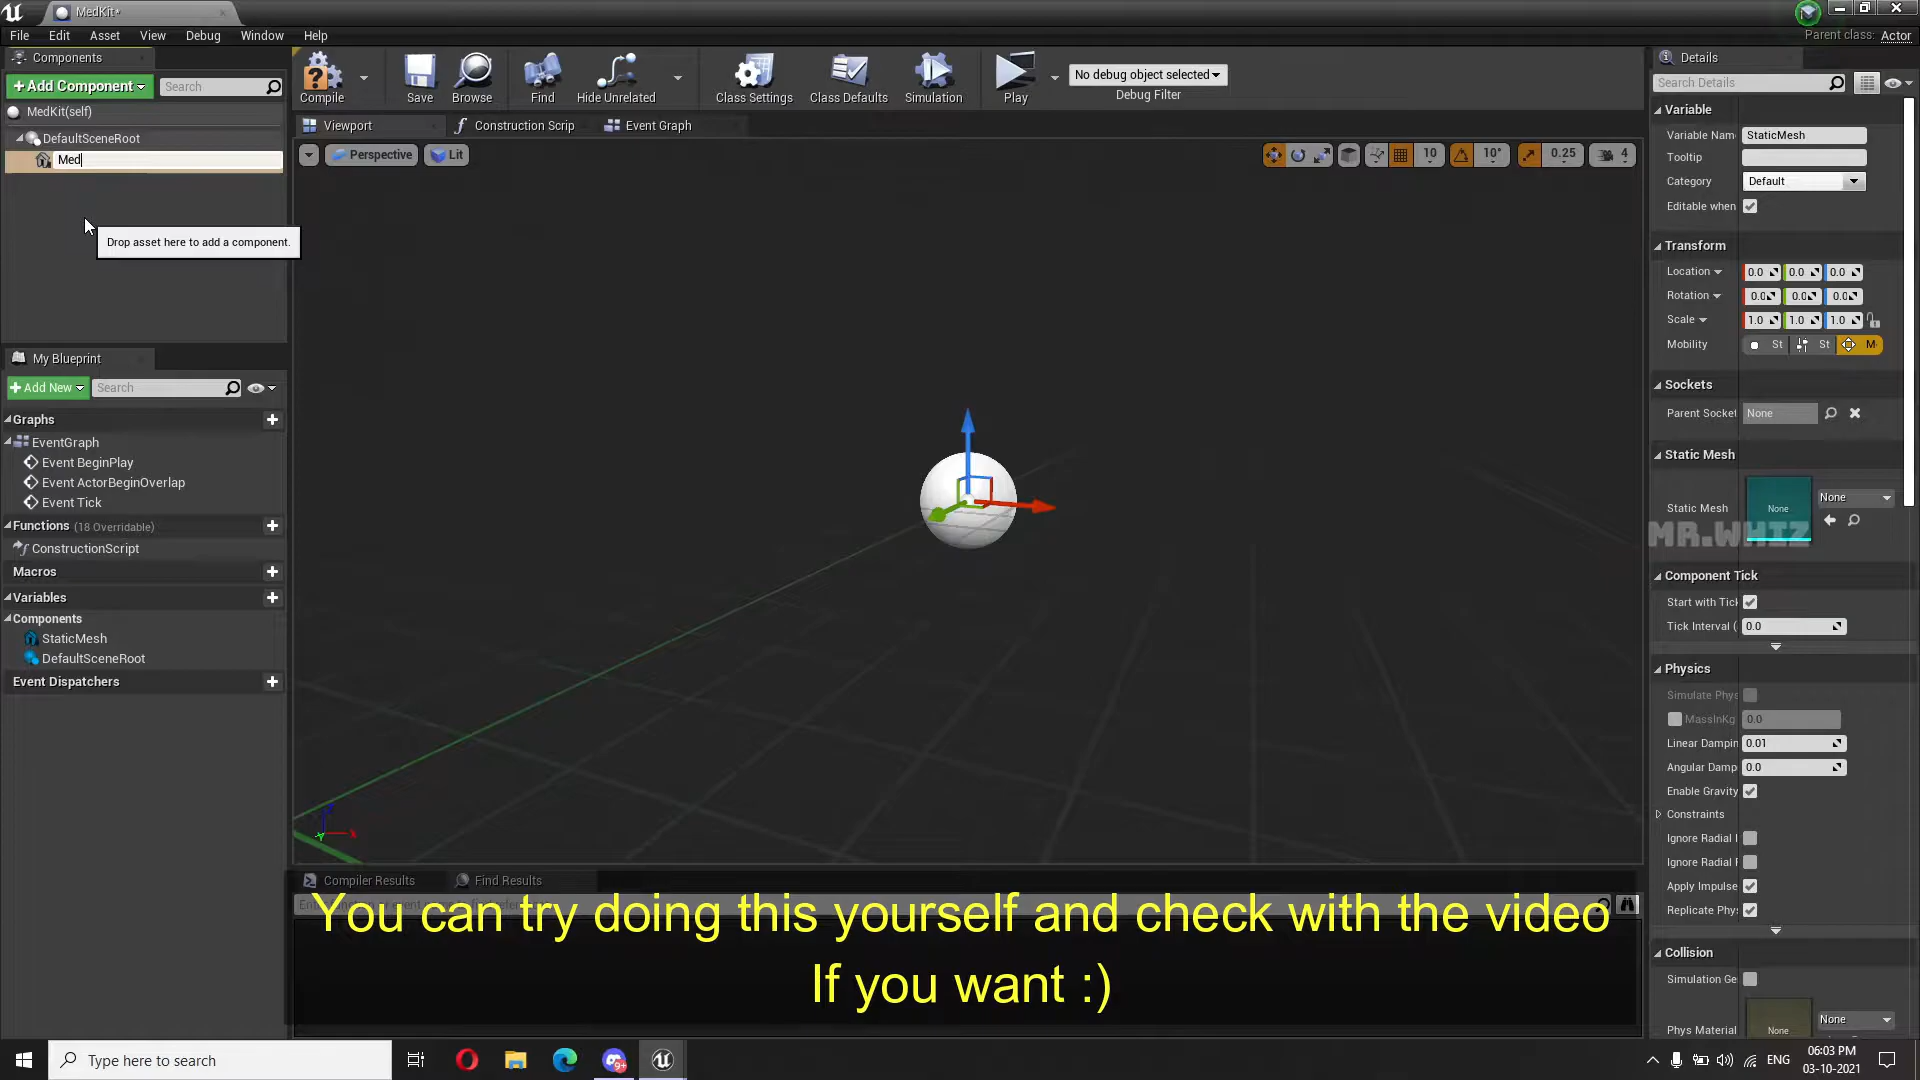 MedKit*
File Edit Asset View Debug Window Help
Parent class: Actor
Components
+Add Component
Search
MedKit(self)
DefaultSceneRoot
Med
Drop asset here to add a component.
Compile
Save
Browse
Find
Hide Unrelated
Class Settings
Class Defaults
Simulation
Play
No debug object selected
Debug Filter
Viewport
Construction Scrip
Event Graph
Perspective
Lit
10
10°
0.25
4
My Blueprint
+Add New
Search
Graphs
EventGraph
Event BeginPlay
Event ActorBeginOverlap
Event Tick
Functions (18 Overridable)
ConstructionScript
Macros
Variables
Components
StaticMesh
DefaultSceneRoot
Event Dispatchers
Details
Search Details
Variable
Variable Nam StaticMesh
Tooltip
Category Default
Editable when
Transform
Location 0.0 0.0 0.0
Rotation 0.0 0.0 0.0
Scale 1.0 1.0 1.0
Mobility St St M
Sockets
Parent Socket None
Static Mesh
Static Mesh None None
MR.WHIZ
Component Tick
Start with Tick
Tick Interval ( 0.0
Physics
Simulate Phys
MassInKg 0.0
Linear Dampin 0.01
Angular Damp 0.0
Enable Gravity
Constraints
Ignore Radial I
Ignore Radial F
Apply Impulse
Replicate Phys
Collision
Simulation Ge
Phys Material None None
Compiler Results
Find Results
You can try doing this yourself and check with the video
If you want :)
Type here to search
ENG
06:03 PM
03-10-2021